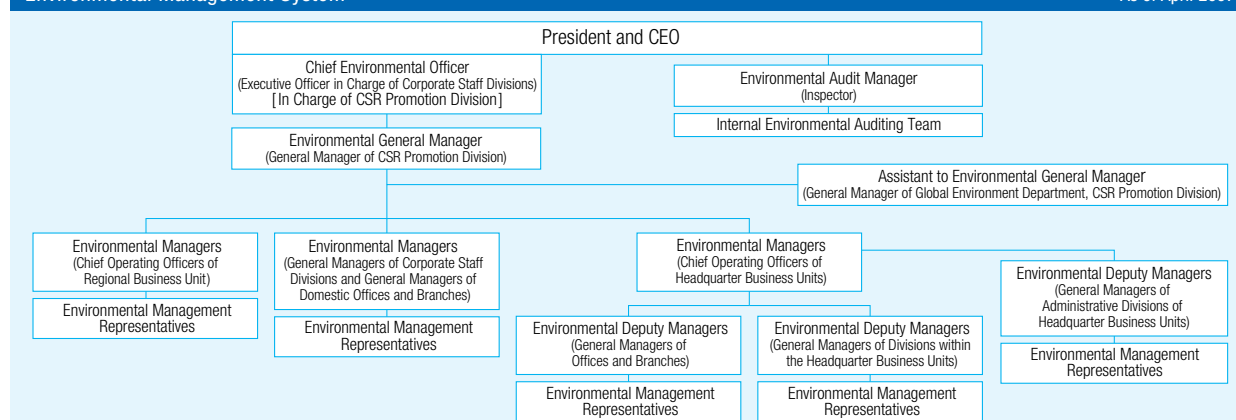 President and CEO
Chief Environmental Officer
(Executive Officer in Charge of Corporate Staff Divisions)
[In Charge of CSR Promotion Division]
Environmental Audit Manager
(Inspector)
Internal Environmental Auditing Team
Environmental General Manager
(General Manager of CSR Promotion Division)
Assistant to Environmental General Manager
(General Manager of Global Environment Department, CSR Promotion Division)
Environmental Managers
(Chief Operating Officers of
Regional Business Unit)
Environmental Management
Representatives
Environmental Managers
(General Managers of Corporate Staff
Divisions and General Managers of
Domestic Offices and Branches)
Environmental Management
Representatives
Environmental Managers
(Chief Operating Officers of
Headquarter Business Units)
Environmental Deputy Managers
(General Managers of
Offices and Branches)
Environmental Management
Representatives
Environmental Deputy Managers
(General Managers of Divisions within
the Headquarter Business Units)
Environmental Management
Representatives
Environmental Deputy Managers
(General Managers of
Administrative Divisions of
Headquarter Business Units)
Environmental Management
Representatives